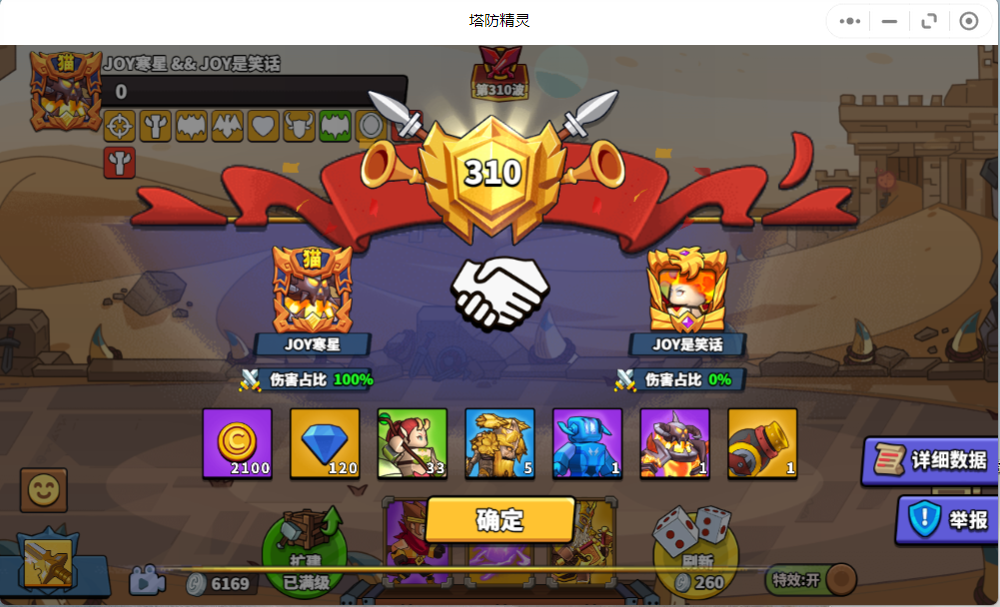 塔防精灵
JOY寒星 && JOY是笑话
猫
0
第310波
310
猫
JOY寒星
JOY是笑话
伤害占比 100%
伤害占比 0%
2100
120
33
5
1
1
1
详细数据
确定
举报
扩建
已满级
刷新
6169
260
特效:开